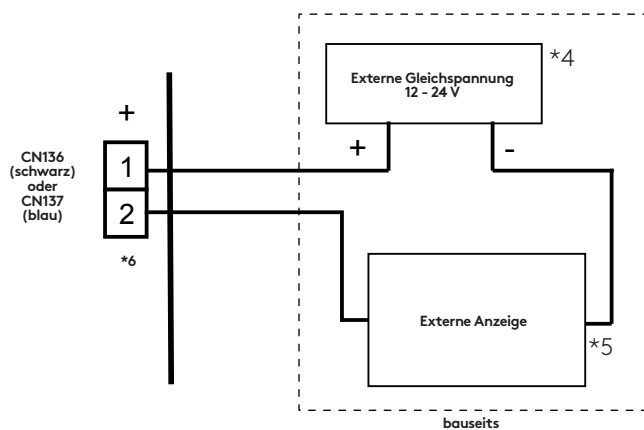 Externe Gleichspannung
12 - 24 V
*4
+
-
+
CN136
(schwarz)
oder
CN137
(blau)
1
2
*6
Externe Anzeige
*5
bauseits